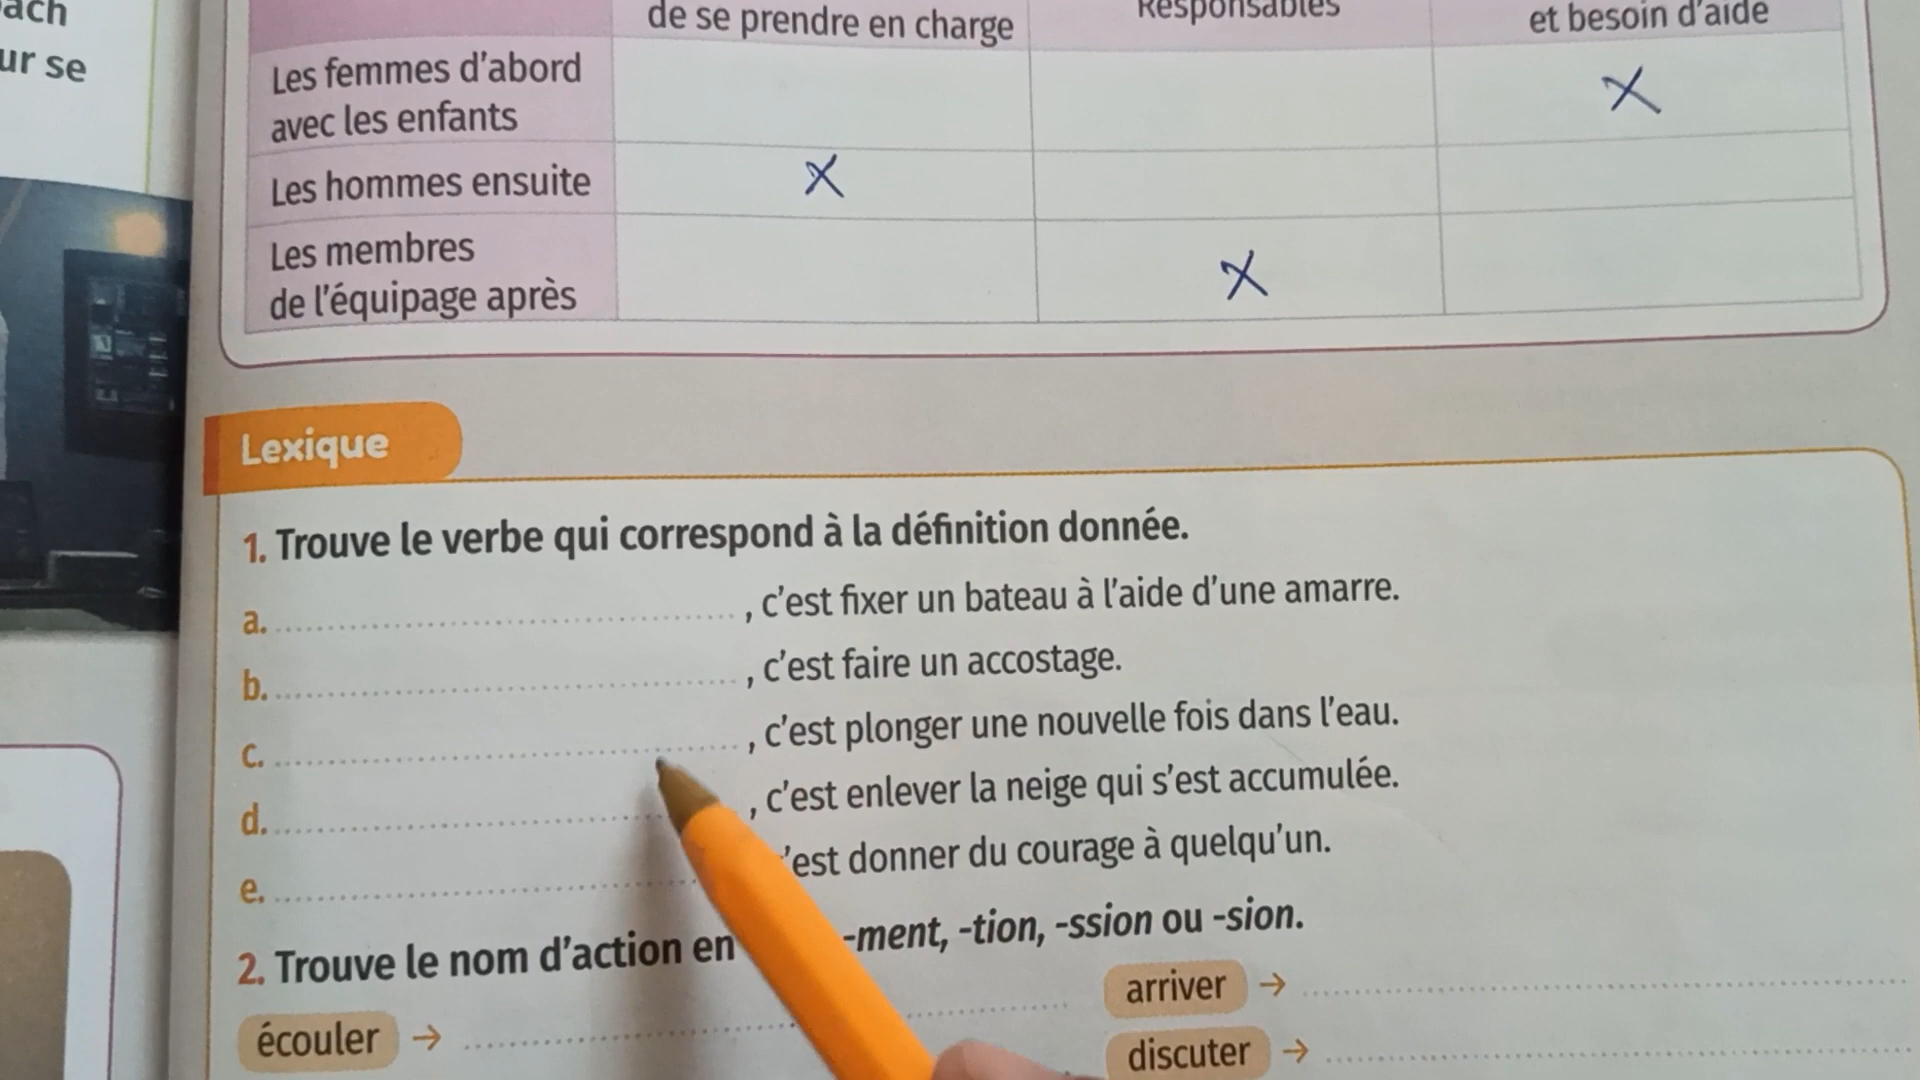 ach
ur se
de se prendre en charge
Responsables
et besoin d'aide
Les femmes d'abord
avec les enfants
X
Les hommes ensuite
X
Les membres
de l'équipage après
X
Lexique
1. Trouve le verbe qui correspond à la définition donnée.
a. , c'est fixer un bateau à l'aide d'une amarre.
b. , c'est faire un accostage.
c. , c'est plonger une nouvelle fois dans l'eau.
d. , c'est enlever la neige qui s'est accumulée.
e. 'est donner du courage à quelqu'un.
2. Trouve le nom d'action en -ment, -tion, -ssion ou -sion.
écouler →
arriver →
discuter →